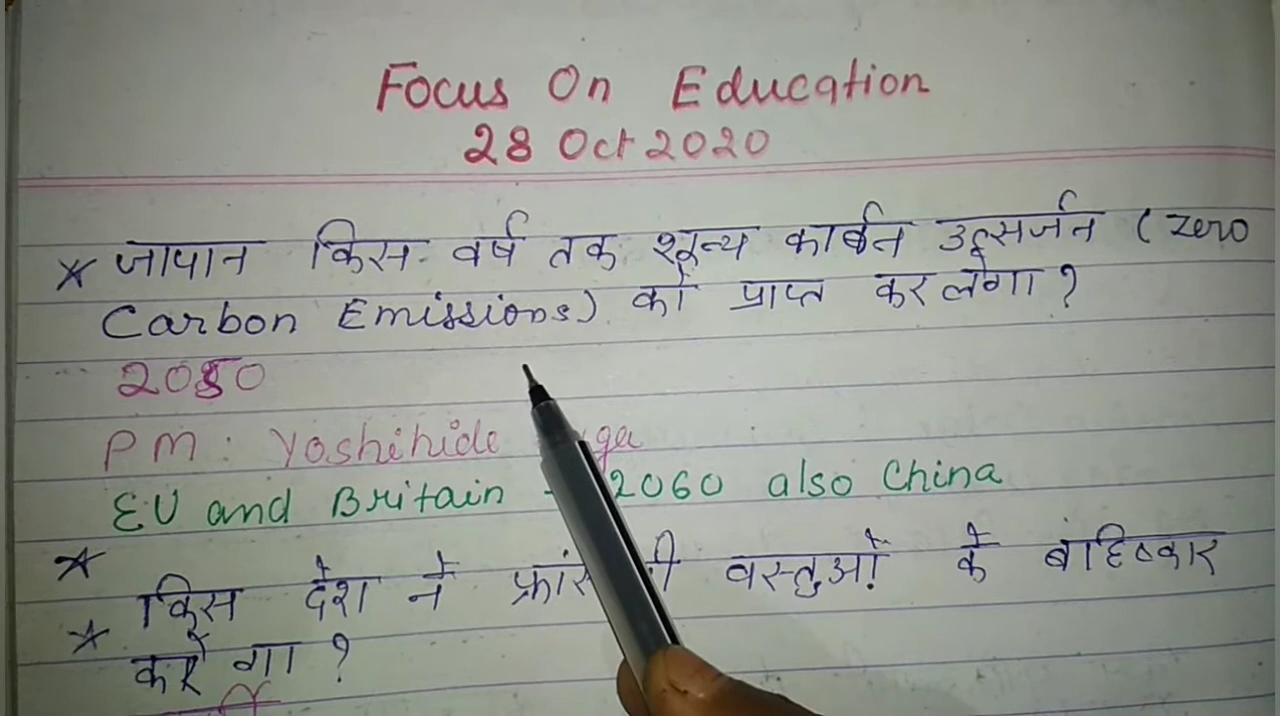 Focus On Education
28 Oct 2020
* जापान किस वर्ष तक शून्य कार्बन उत्सर्जन (Zero
Carbon Emissions) को प्राप्त कर लेगा?
2050
PM: Yoshihide
EU and Britain - 2060 also China
*
किस देश ने वस्तुओं के बाहिष्कार
* करेगा?